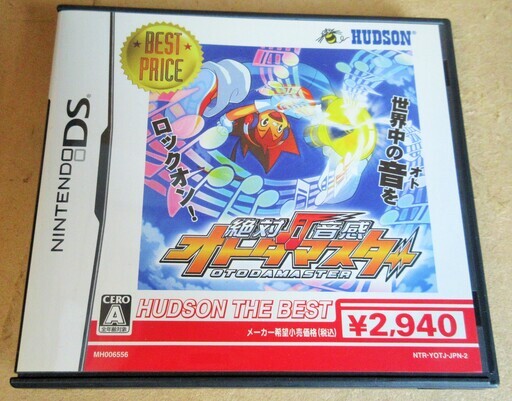 NINTENDO DS
BEST
PRICE
HUDSON
世界中の音を
オト
ロックオン!
絶対音感
オトダマスター
OTODAMASTER
CERO
A
全年齢対象
HUDSON THE BEST
メーカー希望小売価格(税込)
¥2,940
MH006556
NTR-YOTJ-JPN-2